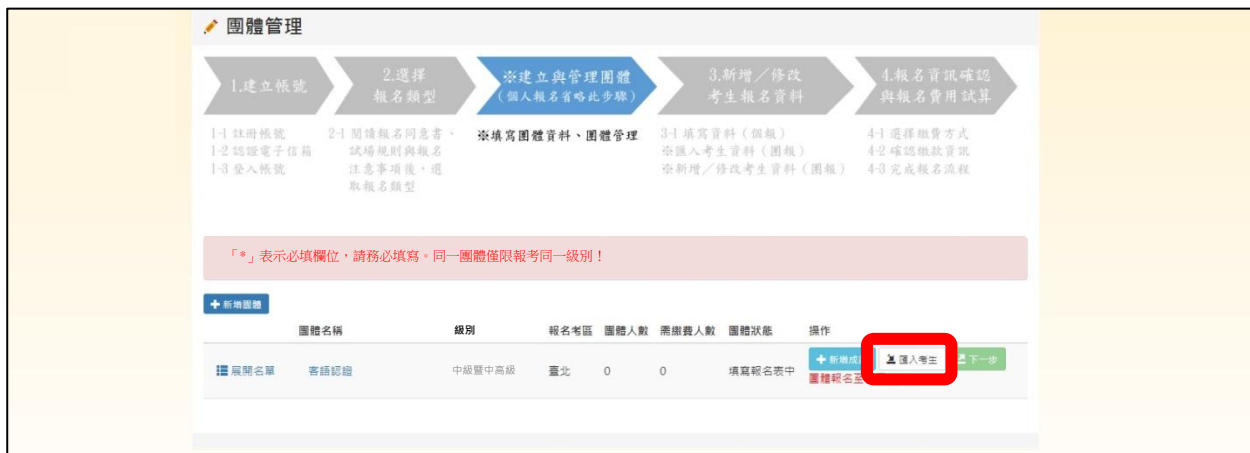 團體管理
1.建立帳號
2.選擇
報名類型
※建立與管理團體
(個人報名省略此步驟)
3.新增／修改
考生報名資料
4.報名資訊確認
與報名費用試算
1-1 註冊帳號
1-2 認證電子信箱
1-3 登入帳號
2-1 閱讀報名同意書、
試場規則與報名
注意事項後，選
取報名類型
※填寫團體資料、團體管理
3-1 填寫資料（個報）
※匯入考生資料（團報）
※新增／修改考生資料（團報）
4-1 選擇繳費方式
4-2 確認繳款資訊
4-3 完成報名流程
「*」表示必填欄位，請務必填寫。同一團體僅限報考同一級別！
新增團體
團體名稱 級別 報名考區 團體人數 需繳費人數 團體狀態 操作
展開名單 客語認證 中級暨中高級 臺北 0 0 填寫報名表中 新增成 匯入考生 下一步
團體報名至